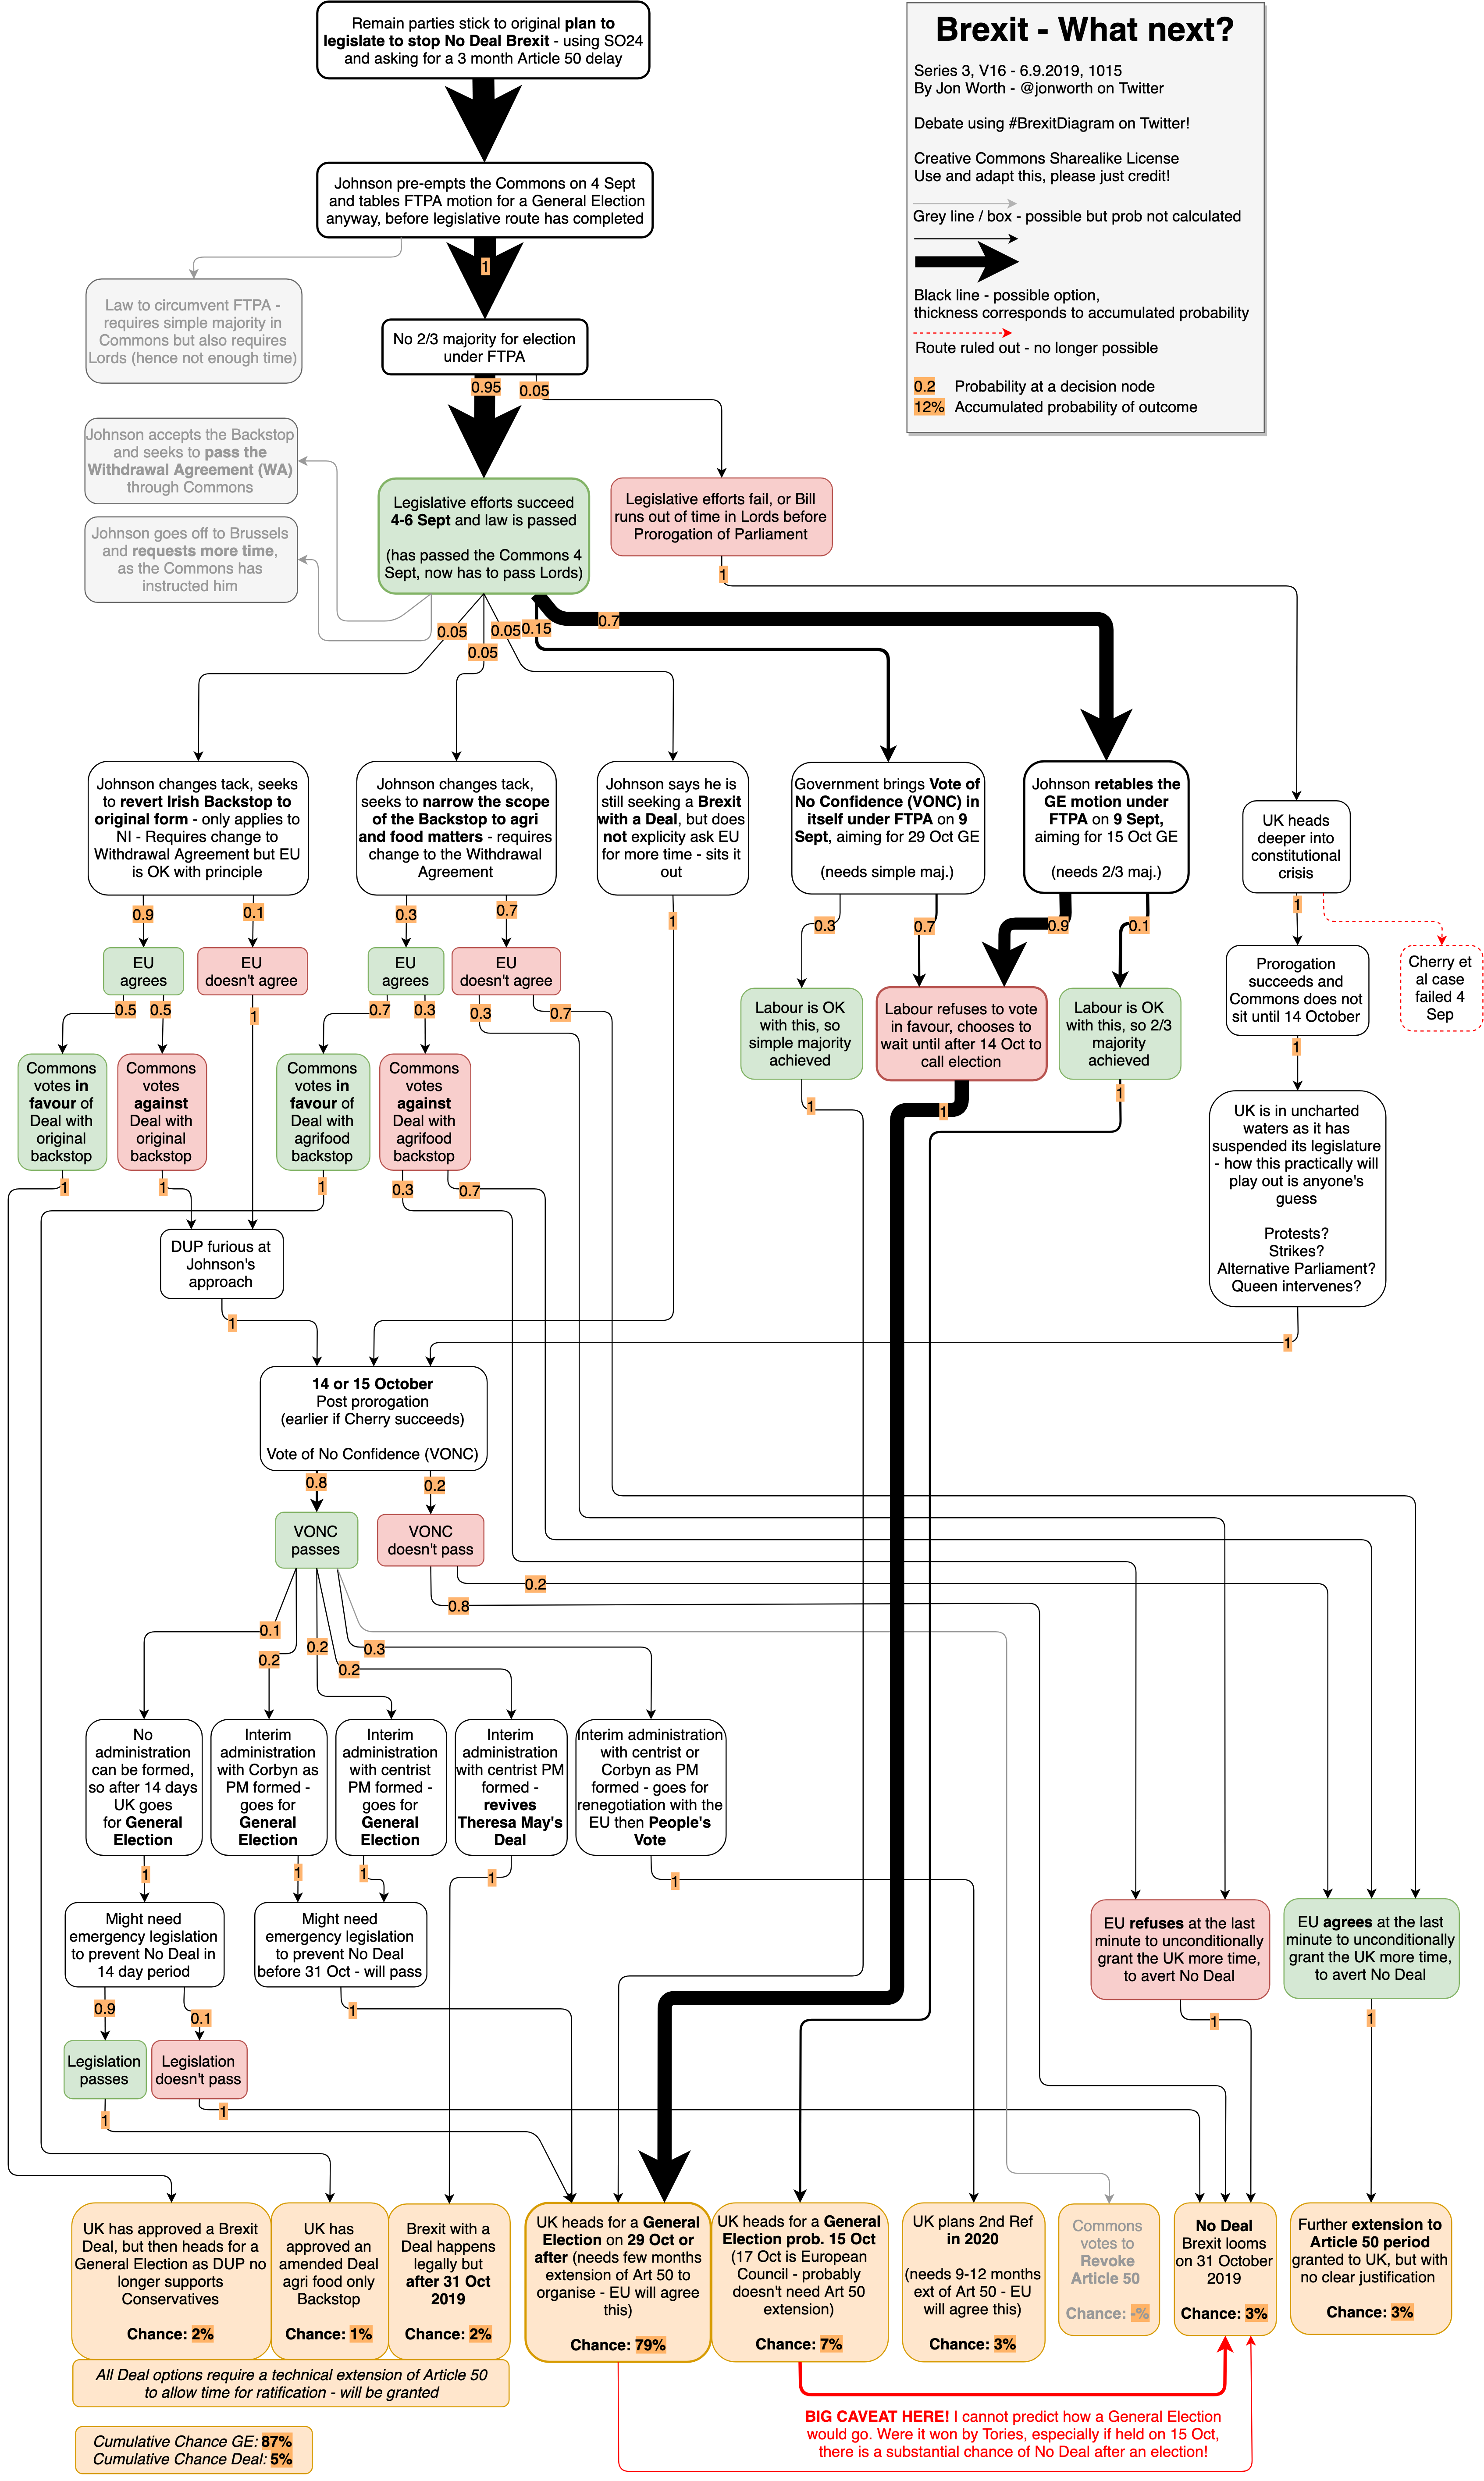 Remain parties stick to original plan to
legislate to stop No Deal Brexit - using SO24
and asking for a 3 month Article 50 delay
Brexit - What next?
Series 3, V16 - 6.9.2019, 1015
By Jon Worth - @jonworth on Twitter
Debate using #BrexitDiagram on Twitter!
Creative Commons Sharealike License
Use and adapt this, please just credit!
Grey line / box - possible but prob not calculated
Black line - possible option,
thickness corresponds to accumulated probability
Route ruled out - no longer possible
0.2 Probability at a decision node
12% Accumulated probability of outcome
Johnson pre-empts the Commons on 4 Sept
and tables FTPA motion for a General Election
anyway, before legislative route has completed
1
Law to circumvent FTPA -
requires simple majority in
Commons but also requires
Lords (hence not enough time)
No 2/3 majority for election
under FTPA
0.95
0.05
Johnson accepts the Backstop
and seeks to pass the
Withdrawal Agreement (WA)
through Commons
Johnson goes off to Brussels
and requests more time,
as the Commons has
instructed him
Legislative efforts succeed
4-6 Sept and law is passed
(has passed the Commons 4
Sept, now has to pass Lords)
Legislative efforts fail, or Bill
runs out of time in Lords before
Prorogation of Parliament
1
0.05
0.05
0.05
0.15
0.7
Johnson changes tack, seeks
to revert Irish Backstop to
original form - only applies to
NI - Requires change to
Withdrawal Agreement but EU
is OK with principle
Johnson changes tack,
seeks to narrow the scope
of the Backstop to agri
and food matters - requires
change to the Withdrawal
Agreement
Johnson says he is
still seeking a Brexit
with a Deal, but does
not explicity ask EU
for more time - sits it
out
Government brings Vote of
No Confidence (VONC) in
itself under FTPA on 9
Sept, aiming for 29 Oct GE
(needs simple maj.)
Johnson retables the
GE motion under
FTPA on 9 Sept,
aiming for 15 Oct GE
(needs 2/3 maj.)
UK heads
deeper into
constitutional
crisis
0.9
0.1
0.3
0.7
1
0.3
0.7
0.9
0.1
1
EU
agrees
EU
doesn't agree
EU
agrees
EU
doesn't agree
Prorogation
succeeds and
Commons does not
sit until 14 October
Cherry et
al case
failed 4
Sep
0.5
0.5
1
0.7
0.3
0.3
0.7
Labour is OK
with this, so
simple majority
achieved
Labour refuses to vote
in favour, chooses to
wait until after 14 Oct to
call election
Labour is OK
with this, so 2/3
majority
achieved
1
Commons
votes in
favour of
Deal with
original
backstop
Commons
votes
against
Deal with
original
backstop
Commons
votes in
favour of
Deal with
agrifood
backstop
Commons
votes
against
Deal with
agrifood
backstop
1
1
1
UK is in uncharted
waters as it has
suspended its legislature
- how this practically will
play out is anyone's
guess
Protests?
Strikes?
Alternative Parliament?
Queen intervenes?
1
1
1
0.3
0.7
DUP furious at
Johnson's
approach
1
1
14 or 15 October
Post prorogation
(earlier if Cherry succeeds)
Vote of No Confidence (VONC)
0.8
0.2
VONC
passes
VONC
doesn't pass
0.2
0.8
0.1
0.2
0.2
0.2
0.3
No
administration
can be formed,
so after 14 days
UK goes
for General
Election
Interim
administration
with Corbyn as
PM formed -
goes for
General
Election
Interim
administration
with centrist
PM formed -
goes for
General
Election
Interim
administration
with centrist PM
formed -
revives
Theresa May's
Deal
Interim administration
with centrist or
Corbyn as PM
formed - goes for
renegotiation with the
EU then People's
Vote
1
1
1
1
1
Might need
emergency legislation
to prevent No Deal in
14 day period
Might need
emergency legislation
to prevent No Deal
before 31 Oct - will pass
EU refuses at the last
minute to unconditionally
grant the UK more time,
to avert No Deal
EU agrees at the last
minute to unconditionally
grant the UK more time,
to avert No Deal
0.9
0.1
1
1
1
Legislation
passes
Legislation
doesn't pass
1
1
UK has approved a Brexit
Deal, but then heads for a
General Election as DUP no
longer supports
Conservatives
Chance: 2%
UK has
approved an
amended Deal
agri food only
Backstop
Chance: 1%
Brexit with a
Deal happens
legally but
after 31 Oct
2019
Chance: 2%
UK heads for a General
Election on 29 Oct or
after (needs few months
extension of Art 50 to
organise - EU will agree
this)
Chance: 79%
UK heads for a General
Election prob. 15 Oct
(17 Oct is European
Council - probably
doesn't need Art 50
extension)
Chance: 7%
UK plans 2nd Ref
in 2020
(needs 9-12 months
ext of Art 50 - EU
will agree this)
Chance: 3%
Commons
votes to
Revoke
Article 50
Chance: -%
No Deal
Brexit looms
on 31 October
2019
Chance: 3%
Further extension to
Article 50 period
granted to UK, but with
no clear justification
Chance: 3%
All Deal options require a technical extension of Article 50
to allow time for ratification - will be granted
BIG CAVEAT HERE! I cannot predict how a General Election
would go. Were it won by Tories, especially if held on 15 Oct,
there is a substantial chance of No Deal after an election!
Cumulative Chance GE: 87%
Cumulative Chance Deal: 5%